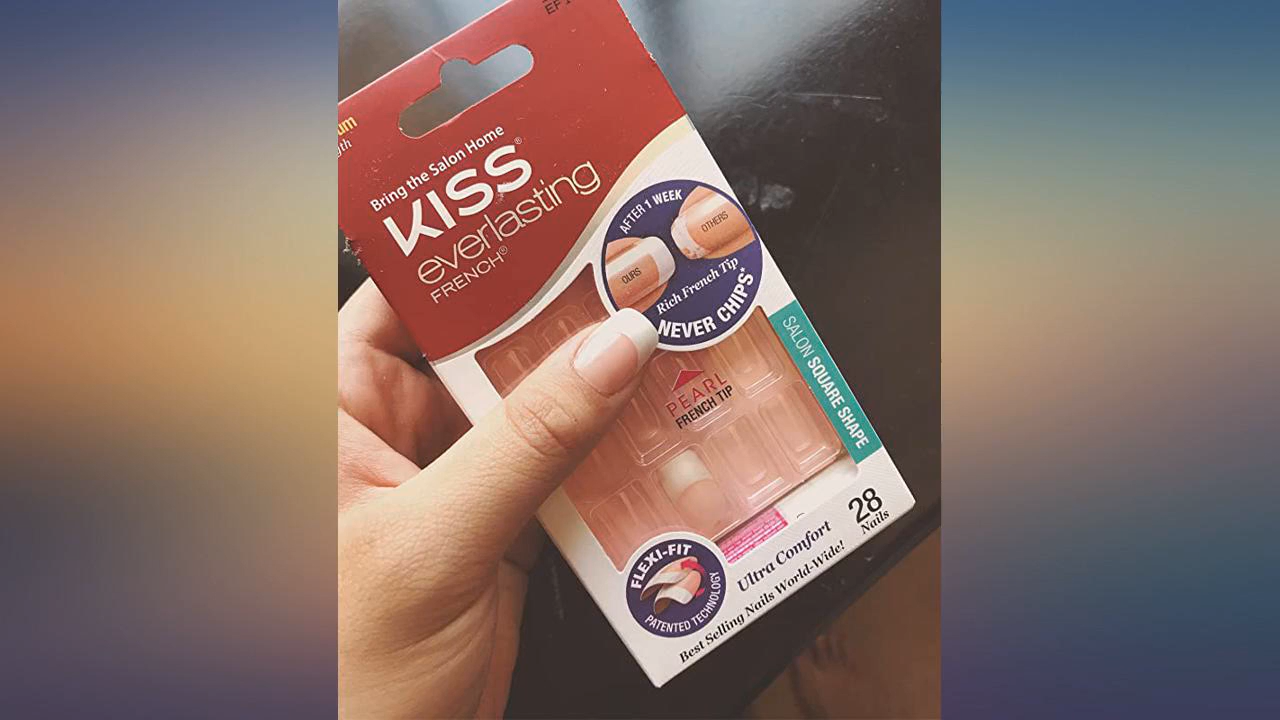 Bring the Salon Home
KISS®
everlasting
FRENCH®
AFTER 1 WEEK
OURS
OTHERS
Rich French Tip
NEVER CHIPS*
PEARL
FRENCH TIP
SALON SQUARE SHAPE
28
Nails
FLEXI-FIT
PATENTED TECHNOLOGY
Ultra Comfort
Best Selling Nails World-Wide!